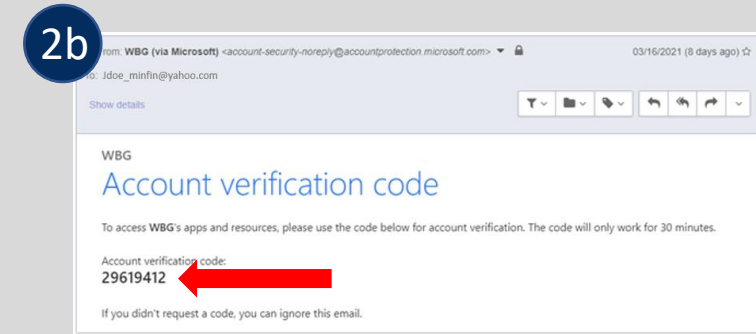 2b
From: WBG (via Microsoft) <account-security-noreply@accountprotection.microsoft.com>
03/16/2021 (8 days ago)
To: Jdoe_minfin@yahoo.com
Show details
WBG
Account verification code
To access WBG's apps and resources, please use the code below for account verification. The code will only work for 30 minutes.
Account verification code:
29619412
If you didn't request a code, you can ignore this email.